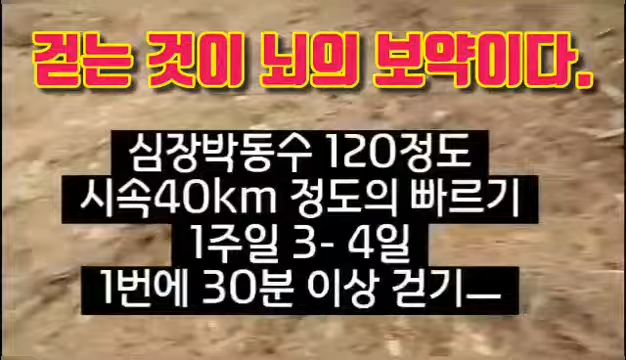 걷는 것이 뇌의 보약이다.
심장박동수 120정도
시속40km 정도의 빠르기
1주일 3- 4일
1번에 30분 이상 걷기ㅡ